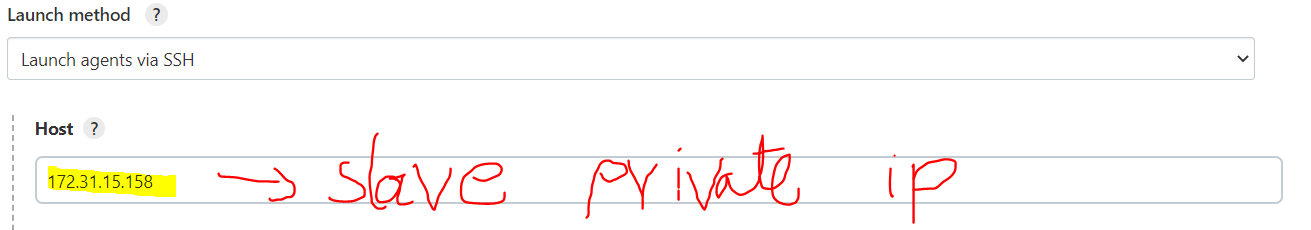 Launch method ?
Launch agents via SSH
Host ?
172.31.15.158 → slave private ip